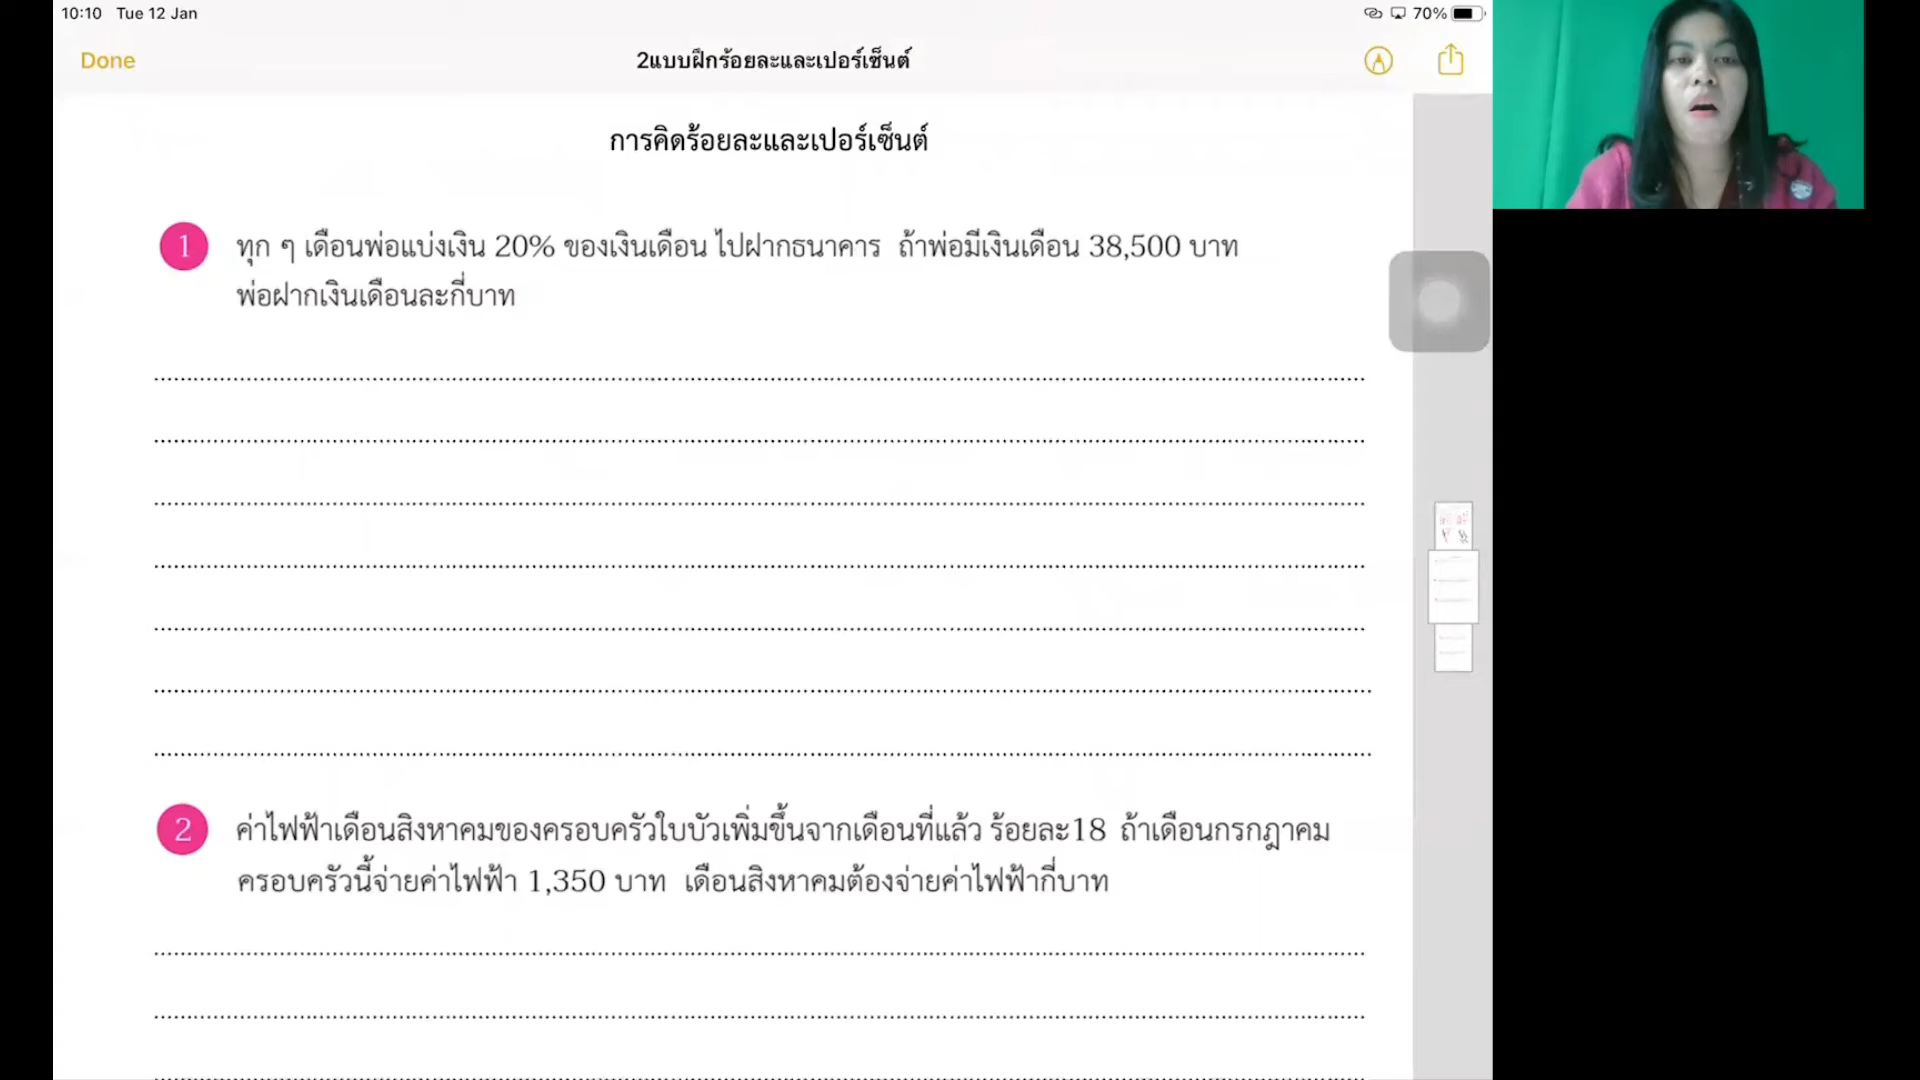 10:10 Tue 12 Jan
70%
Done
2แบบฝึกร้อยละและเปอร์เซ็นต์
การคิดร้อยละและเปอร์เซ็นต์
1 ทุก ๆ เดือนพ่อแบ่งเงิน 20% ของเงินเดือน ไปฝากธนาคาร ถ้าพ่อมีเงินเดือน 38,500 บาท
พ่อฝากเงินเดือนละกี่บาท
2 ค่าไฟฟ้าเดือนสิงหาคมของครอบครัวใบบัวเพิ่มขึ้นจากเดือนที่แล้ว ร้อยละ18 ถ้าเดือนกรกฎาคม
ครอบครัวนี้จ่ายค่าไฟฟ้า 1,350 บาท เดือนสิงหาคมต้องจ่ายค่าไฟฟ้ากี่บาท